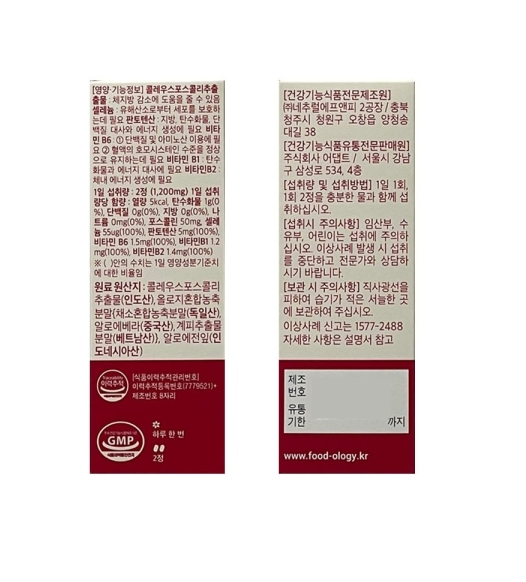 [영양·기능정보] 콜레우스포스콜리추출
출물 : 체지방 감소에 도움을 줄 수 있음
셀레늄 : 유해산소로부터 세포를 보호하
는데 필요 판토텐산 : 지방, 탄수화물, 단
백질 대사와 에너지 생성에 필요 비타
민 B6 : ① 단백질 및 아미노산 이용에 필
요 ② 혈액의 호모시스테인 수준을 정상
으로 유지하는데 필요 비타민 B1 : 탄수
화물과 에너지 대사에 필요 비타민 B2 :
체내 에너지 생성에 필요
1일 섭취량 : 2정 (1,200mg) 1일 섭취
량당 함량 : 열량 5kcal, 탄수화물 1g(0
%), 단백질 0g(0%), 지방 0g(0%), 나
트륨 0mg(0%), 포스콜린 50mg, 셀레
늄 55ug(100%), 판토텐산 5mg(100%),
비타민 B6 1.5mg(100%), 비타민B1 1.2
mg(100%), 비타민B2 1.4mg(100%)
※ ( )안의 수치는 1일 영양성분기준치
에 대한 비율임
원료원산지 : 콜레우스포스콜리
추출물(인도산), 올로지혼합농축
분말{채소혼합농축분말(독일산),
알로에베라(중국산), 계피추출물
분말(베트남산)}, 알로에전잎(인
도네시아산)
이력추적
[식품이력추적관리번호]
이력추적등록번호(7779521)+
제조번호 8자리
GMP
하루 한 번
2정
[건강기능식품전문제조원]
㈜네추럴에프앤피 2공장 / 충북
청주시 청원구 오창읍 양청송
대길 38
[건강기능식품유통전문판매원]
주식회사 어댑트 / 서울시 강남
구 삼성로 534, 4층
[섭취량 및 섭취방법] 1일 1회,
1회 2정을 충분한 물과 함께 섭
취하십시오.
[섭취시 주의사항] 임산부, 수
유부, 어린이는 섭취에 주의하
십시오. 이상사례 발생 시 섭취
를 중단하고 전문가와 상담하
시기 바랍니다.
[보관 시 주의사항] 직사광선을
피하여 습기가 적은 서늘한 곳
에 보관하여 주십시오.
이상사례 신고는 1577-2488
자세한 사항은 설명서 참고
제조
번호
유통
기한 까지
www.food-ology.kr